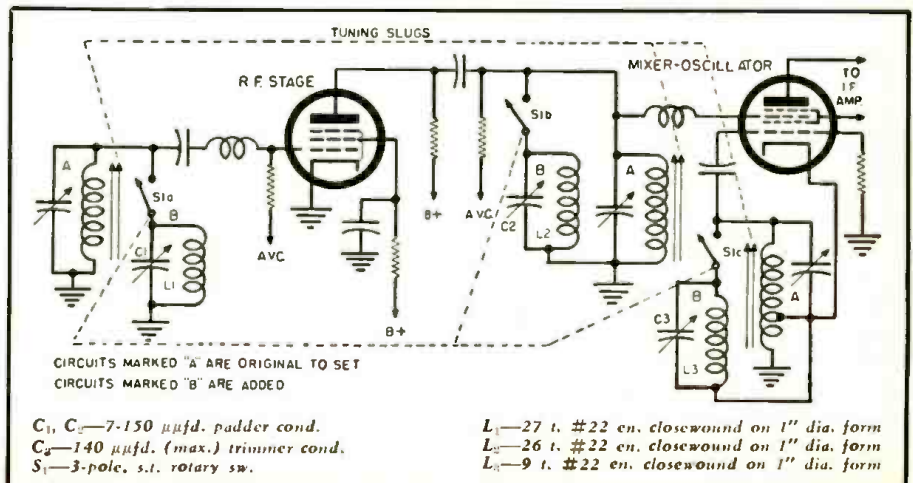 TUNING SLUGS
MIXER-OSCILLATOR
R.F. STAGE
TO
I.F.
AMP.
A
S1a
B
C1
L1
AVC
B+
B+
AVC
S1b
B
C2
L2
A
S1c
B
C3
L3
A
CIRCUITS MARKED "A" ARE ORIGINAL TO SET
CIRCUITS MARKED "B" ARE ADDED
C₁, C₂—7-150 μμfd. padder cond.
C₃—140 μμfd. (max.) trimmer cond.
S₁—3-pole, s.t. rotary sw.
L₁—27 t. #22 en. closewound on 1" dia. form
L₂—26 t. #22 en. closewound on 1" dia. form
L₃—9 t. #22 en. closewound on 1" dia. form